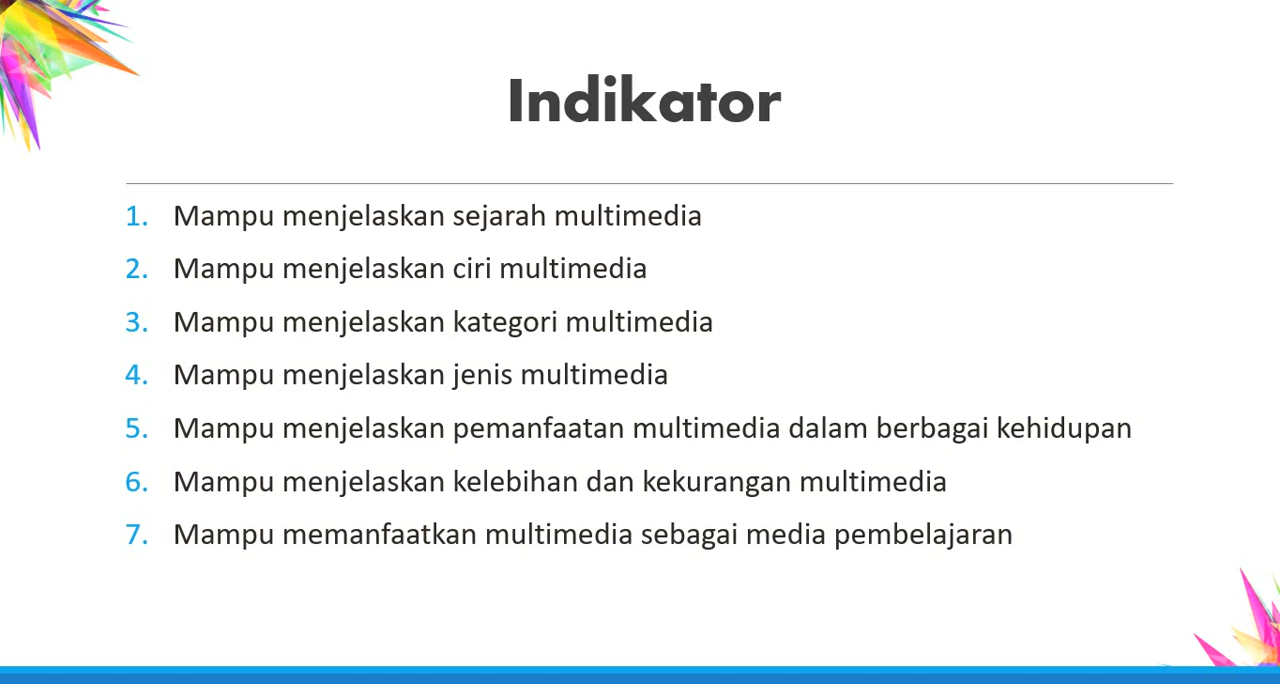 Indikator
1. Mampu menjelaskan sejarah multimedia
2. Mampu menjelaskan ciri multimedia
3. Mampu menjelaskan kategori multimedia
4. Mampu menjelaskan jenis multimedia
5. Mampu menjelaskan pemanfaatan multimedia dalam berbagai kehidupan
6. Mampu menjelaskan kelebihan dan kekurangan multimedia
7. Mampu memanfaatkan multimedia sebagai media pembelajaran